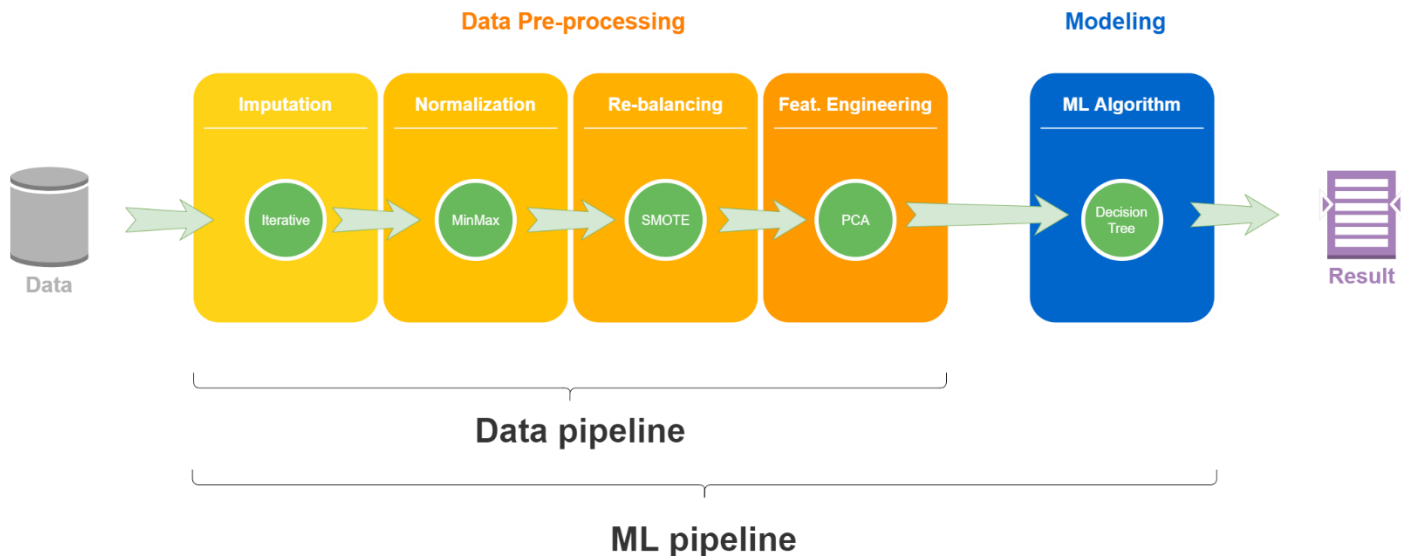 Data Pre-processing
Modeling
Imputation
Normalization
Re-balancing
Feat. Engineering
ML Algorithm
Data
Iterative
MinMax
SMOTE
PCA
Decision
Tree
Result
Data pipeline
ML pipeline